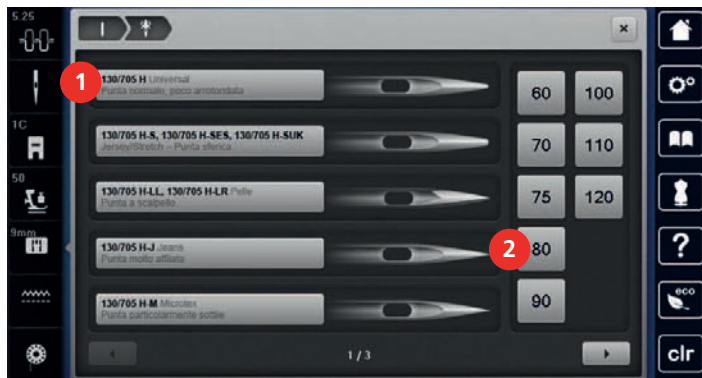 5.25
1
130/705 H Universal
Punta normale, poco arrotondata
60
100
130/705 H-S, 130/705 H-SES, 130/705 H-SUK
Jersey/Stretch – Punta sferica
70
110
1C
50
130/705 H-LL, 130/705 H-LR Pelle
Punta a scalpello
75
120
9mm
130/705 H-J Jeans
Punta molto affilata
2
80
?
130/705 H-M Microtex
Punta particolarmente sottile
90
eco
1/3
clr